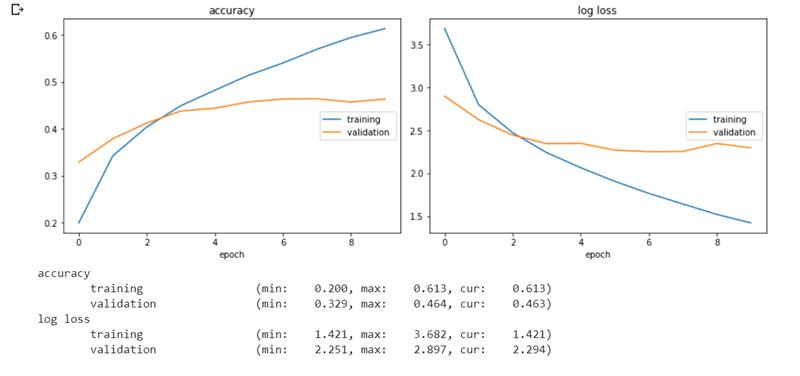 accuracy
log loss
0.6
0.5
0.4
0.3
0.2
training
validation
0 2 4 6 8
epoch
3.5
3.0
2.5
2.0
1.5
training
validation
0 2 4 6 8
epoch
accuracy
training (min: 0.200, max: 0.613, cur: 0.613)
validation (min: 0.329, max: 0.464, cur: 0.463)
log loss
training (min: 1.421, max: 3.682, cur: 1.421)
validation (min: 2.251, max: 2.897, cur: 2.294)